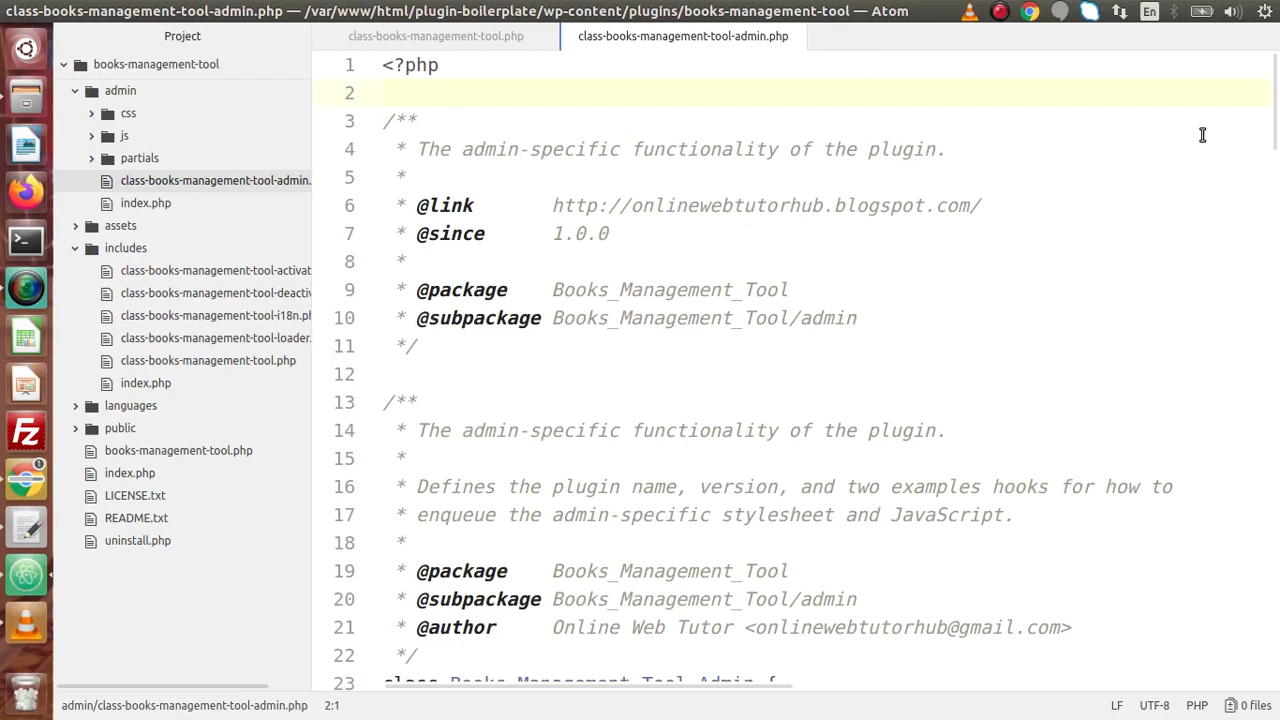 class-books-management-tool-admin.php — /var/www/html/plugin-boilerplate/wp-content/plugins/books-management-tool — Atom
En
Project
books-management-tool
admin
css
js
partials
class-books-management-tool-admin.
index.php
assets
includes
class-books-management-tool-activat
class-books-management-tool-deactiv
class-books-management-tool-i18n.ph
class-books-management-tool-loader.
class-books-management-tool.php
index.php
languages
public
books-management-tool.php
index.php
LICENSE.txt
README.txt
uninstall.php
class-books-management-tool.php
class-books-management-tool-admin.php
1 <?php
2
3 /**
4 * The admin-specific functionality of the plugin.
5 *
6 * @link http://onlinewebtutorhub.blogspot.com/
7 * @since 1.0.0
8 *
9 * @package Books_Management_Tool
10 * @subpackage Books_Management_Tool/admin
11 */
12
13 /**
14 * The admin-specific functionality of the plugin.
15 *
16 * Defines the plugin name, version, and two examples hooks for how to
17 * enqueue the admin-specific stylesheet and JavaScript.
18 *
19 * @package Books_Management_Tool
20 * @subpackage Books_Management_Tool/admin
21 * @author Online Web Tutor <onlinewebtutorhub@gmail.com>
22 */
23 class Books_Management_Tool_Admin {
Fz
1
admin/class-books-management-tool-admin.php 2:1
LF UTF-8 PHP 0 files